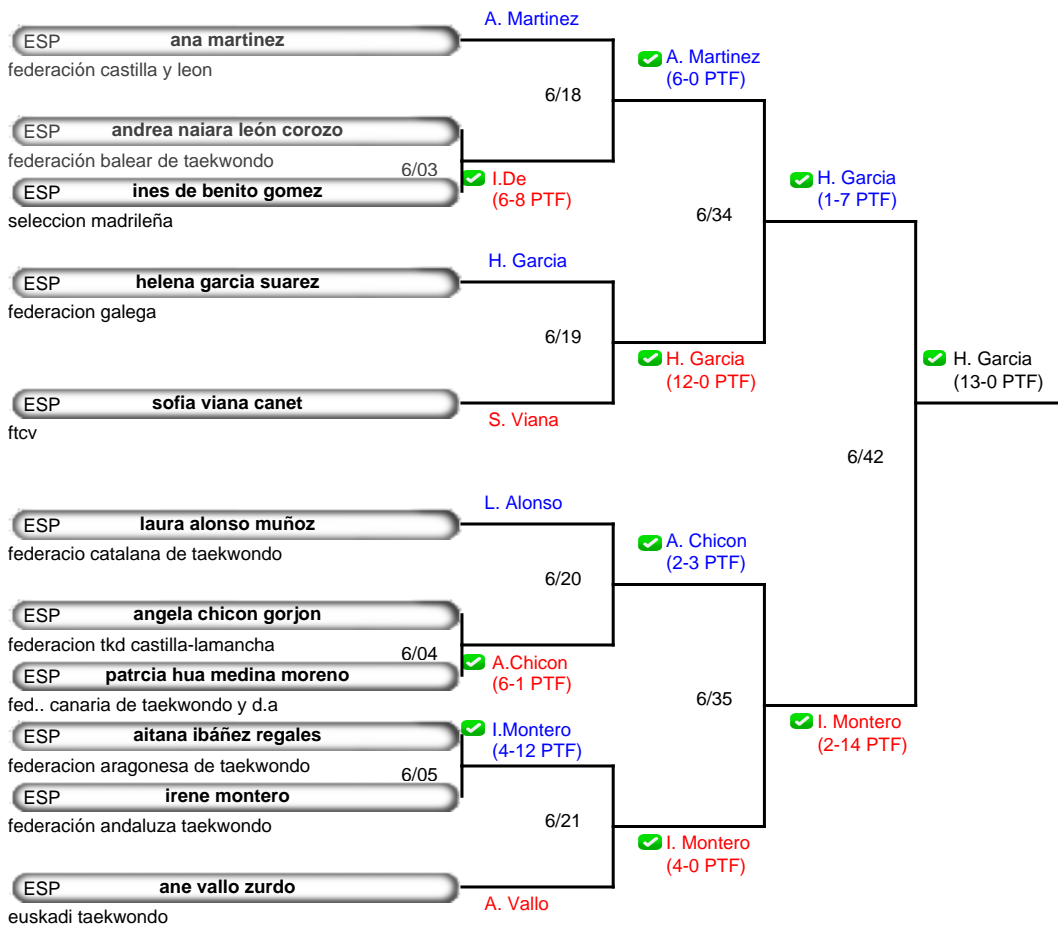 A. Martinez
ESP ana martinez
federación castilla y leon
A. Martinez
(6-0 PTF)
6/18
ESP andrea naiara león corozo
federación balear de taekwondo
6/03
I.De
(6-8 PTF)
ESP ines de benito gomez
seleccion madrileña
H. Garcia
(1-7 PTF)
6/34
H. Garcia
ESP helena garcia suarez
federacion galega
6/19
H. Garcia
(12-0 PTF)
H. Garcia
(13-0 PTF)
ESP sofia viana canet
ftcv
S. Viana
6/42
L. Alonso
ESP laura alonso muñoz
federacio catalana de taekwondo
A. Chicon
(2-3 PTF)
6/20
ESP angela chicon gorjon
federacion tkd castilla-lamancha
6/04
A.Chicon
(6-1 PTF)
ESP patrcia hua medina moreno
fed.. canaria de taekwondo y d.a
6/35
I. Montero
(2-14 PTF)
ESP aitana ibáñez regales
federacion aragonesa de taekwondo
I.Montero
(4-12 PTF)
6/05
ESP irene montero
federación andaluza taekwondo
6/21
I. Montero
(4-0 PTF)
ESP ane vallo zurdo
euskadi taekwondo
A. Vallo